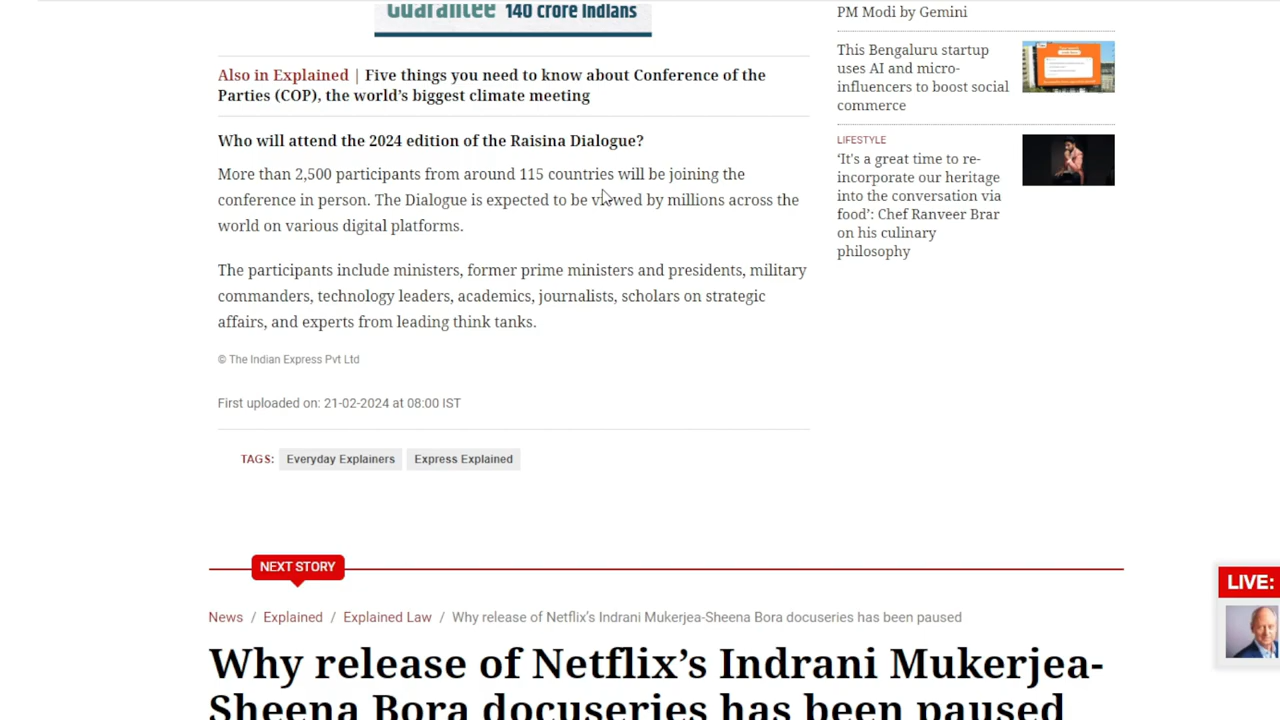 Guarantee 140 crore Indians
Also in Explained | Five things you need to know about Conference of the
Parties (COP), the world's biggest climate meeting
Who will attend the 2024 edition of the Raisina Dialogue?
More than 2,500 participants from around 115 countries will be joining the
conference in person. The Dialogue is expected to be viewed by millions across the
world on various digital platforms.
The participants include ministers, former prime ministers and presidents, military
commanders, technology leaders, academics, journalists, scholars on strategic
affairs, and experts from leading think tanks.
© The Indian Express Pvt Ltd
First uploaded on: 21-02-2024 at 08:00 IST
TAGS: Everyday Explainers Express Explained
PM Modi by Gemini
This Bengaluru startup
uses AI and micro-
influencers to boost social
commerce
LIFESTYLE
‘It's a great time to re-
incorporate our heritage
into the conversation via
food’: Chef Ranveer Brar
on his culinary
philosophy
NEXT STORY
LIVE:
News / Explained / Explained Law / Why release of Netflix’s Indrani Mukerjea-Sheena Bora docuseries has been paused
Why release of Netflix’s Indrani Mukerjea-
Sheena Bora docuseries has been paused